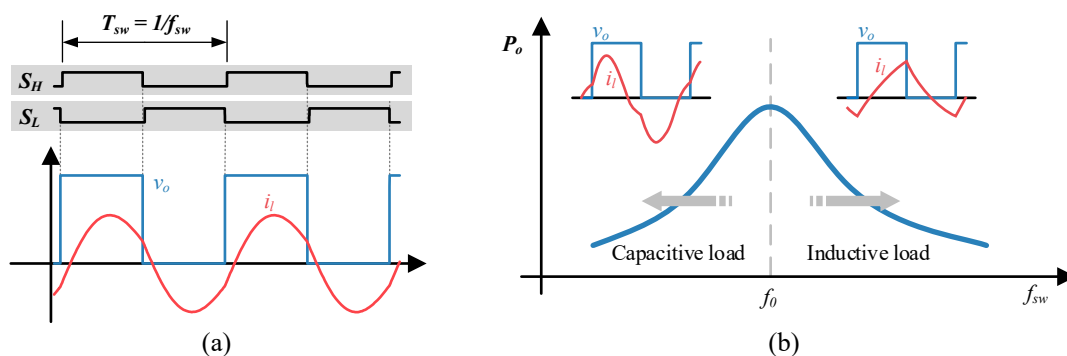 T_sw = 1/f_sw
S_H
S_L
v_o
i_l
(a)
P_o
v_o
i_l
v_o
i_l
Capacitive load
Inductive load
f_0
f_sw
(b)